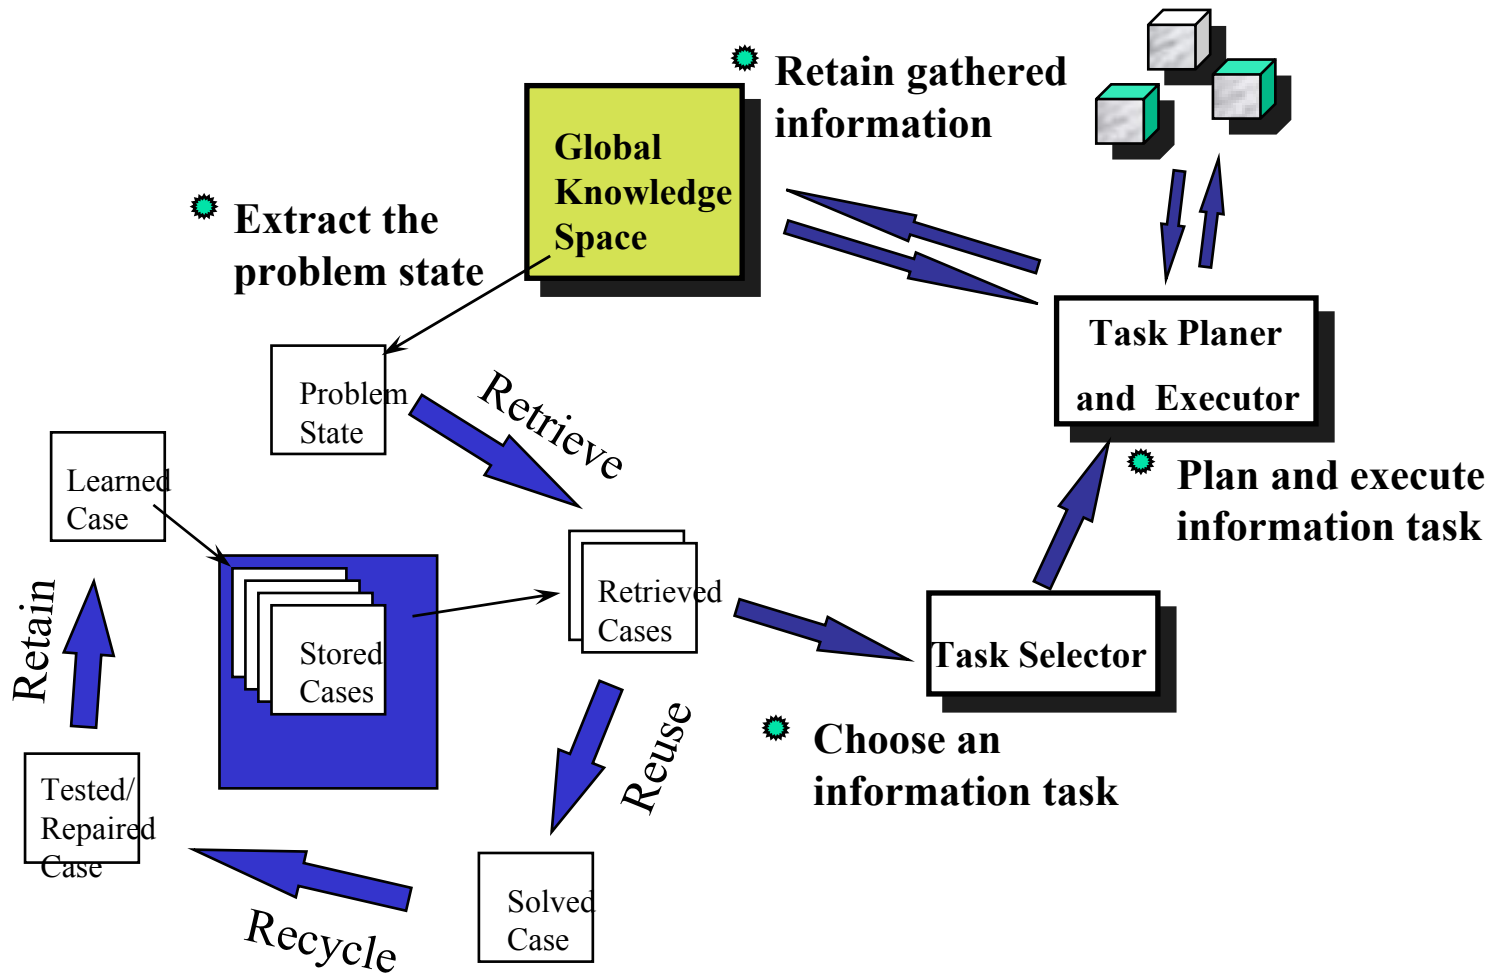 Retain gathered
information
Global
Knowledge
Space
Extract the
problem state
Task Planer
and Executor
Problem
State
Retrieve
Learned
Case
Plan and execute
information task
Retrieved
Cases
Stored
Cases
Task Selector
Retain
Reuse
Choose an
information task
Tested/
Repaired
Case
Solved
Case
Recycle